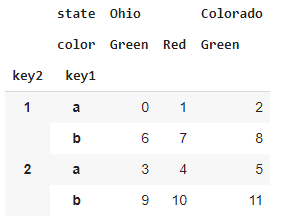 state Ohio Colorado
color Green Red Green
key2 key1
1 a 0 1 2
b 6 7 8
2 a 3 4 5
b 9 10 11